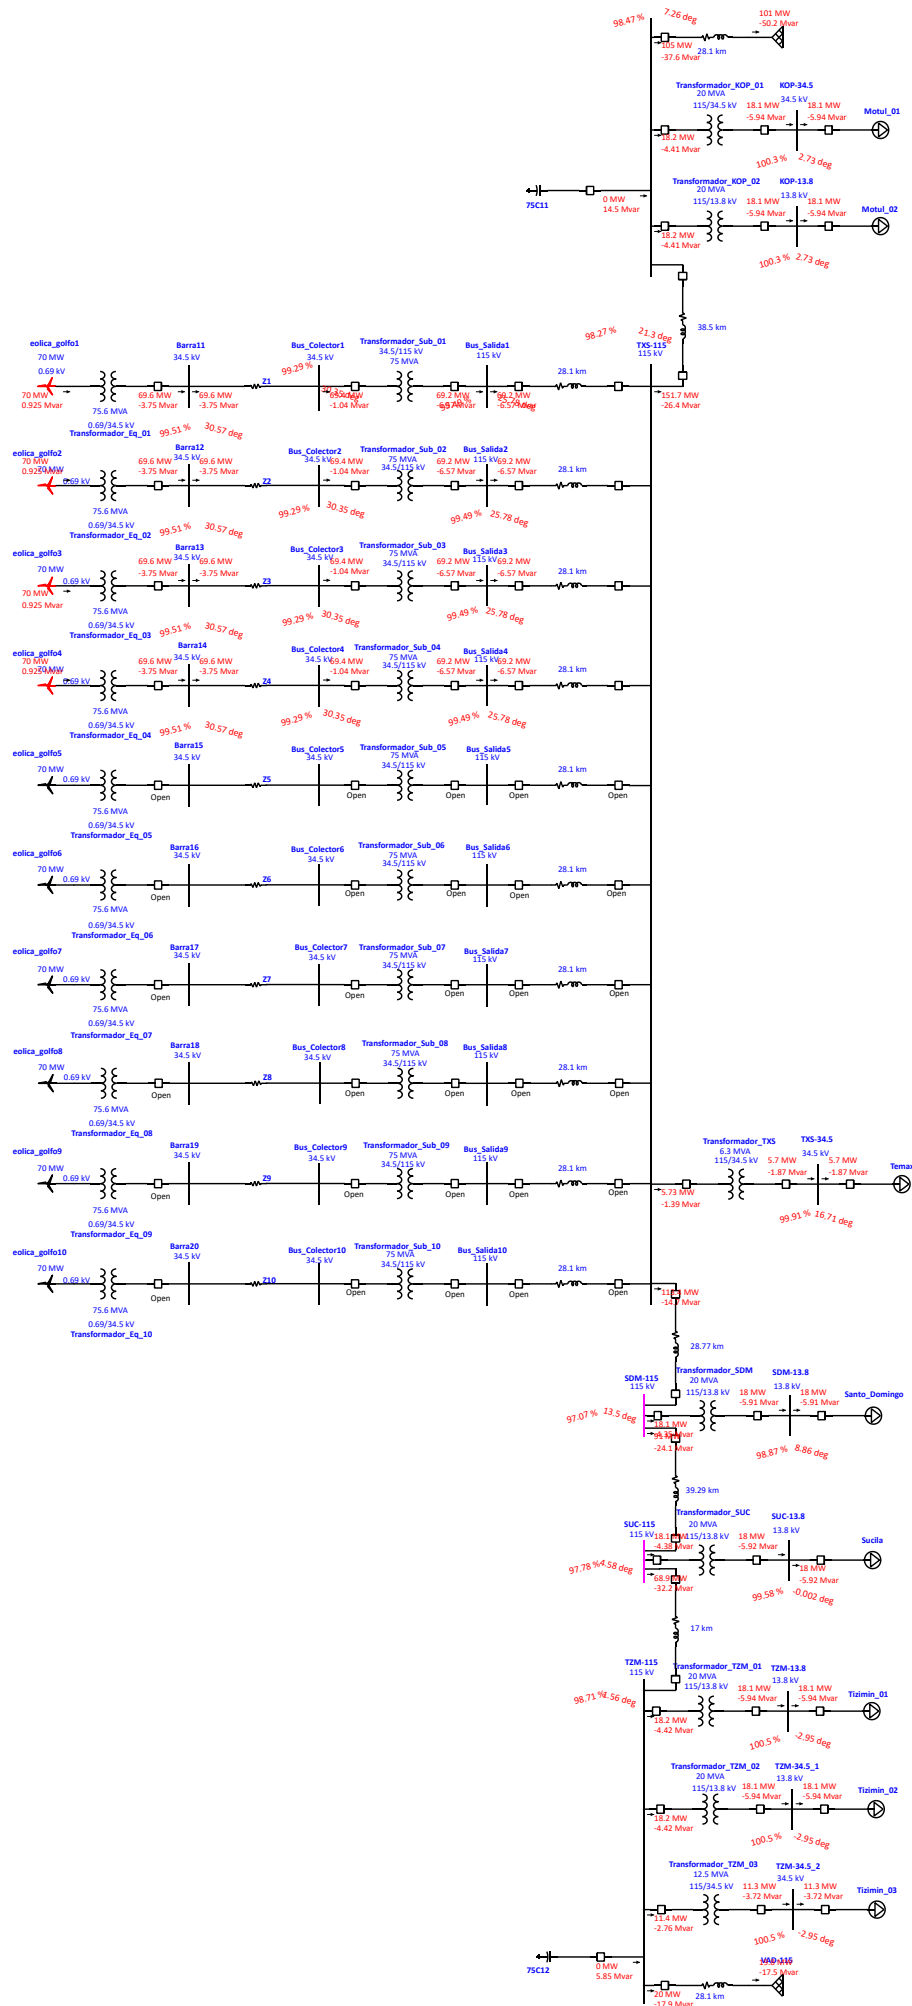 101 MW
-50.2 Mvar
98.47 % 7.26 deg
105 MW
-37.6 Mvar
28.1 km
Transformador_KOP_01
20 MVA
115/34.5 kV
KOP-34.5
34.5 kV
18.1 MW 18.1 MW
-5.94 Mvar -5.94 Mvar
Motul_01
18.2 MW
-4.41 Mvar
100.3 % 2.73 deg
Transformador_KOP_02
20 MVA
115/13.8 kV
KOP-13.8
13.8 kV
18.1 MW 18.1 MW
-5.94 Mvar -5.94 Mvar
Motul_02
75C11
0 MW
14.5 Mvar
18.2 MW
-4.41 Mvar
100.3 % 2.73 deg
38.5 km
98.27 % 21.3 deg
TXS-115
115 kV
151.7 MW
-26.4 Mvar
eolica_golfo1
70 MW
0.69 kV
70 MW
0.925 Mvar
75.6 MVA
0.69/34.5 kV
Transformador_Eq_01
Barra11
34.5 kV
69.6 MW 69.6 MW
-3.75 Mvar -3.75 Mvar
99.51 % 30.57 deg
Z1
Bus_Colector1
34.5 kV
99.29 %
-1.04 Mvar
Transformador_Sub_01
34.5/115 kV
75 MVA
Bus_Salida1
115 kV
69.2 MW
28.1 km
eolica_golfo2
70 MW
70 MW
0.69 kV
75.6 MVA
0.69/34.5 kV
Transformador_Eq_02
Barra12
34.5 kV
69.6 MW 69.6 MW
-3.75 Mvar -3.75 Mvar
99.51 % 30.57 deg
Z2
Bus_Colector2
34.5 kV
69.4 MW
-1.04 Mvar
99.29 % 30.35 deg
Transformador_Sub_02
75 MVA
34.5/115 kV
Bus_Salida2
115 kV
69.2 MW 69.2 MW
-6.57 Mvar -6.57 Mvar
99.49 % 25.78 deg
28.1 km
eolica_golfo3
70 MW
0.69 kV
70 MW
0.925 Mvar
75.6 MVA
0.69/34.5 kV
Transformador_Eq_03
Barra13
34.5 kV
69.6 MW 69.6 MW
-3.75 Mvar -3.75 Mvar
99.51 % 30.57 deg
Z3
Bus_Colector3
34.5 kV
69.4 MW
-1.04 Mvar
99.29 % 30.35 deg
Transformador_Sub_03
75 MVA
34.5/115 kV
Bus_Salida3
115 kV
69.2 MW 69.2 MW
-6.57 Mvar -6.57 Mvar
99.49 % 25.78 deg
28.1 km
eolica_golfo4
70 MW
70 MW
0.69 kV
75.6 MVA
0.69/34.5 kV
Transformador_Eq_04
Barra14
34.5 kV
69.6 MW 69.6 MW
-3.75 Mvar -3.75 Mvar
99.51 % 30.57 deg
Z4
Bus_Colector4
34.5 kV
69.4 MW
-1.04 Mvar
99.29 % 30.35 deg
Transformador_Sub_04
75 MVA
34.5/115 kV
Bus_Salida4
115 kV
69.2 MW 69.2 MW
-6.57 Mvar -6.57 Mvar
99.49 % 25.78 deg
28.1 km
eolica_golfo5
70 MW
0.69 kV
75.6 MVA
0.69/34.5 kV
Transformador_Eq_05
Open
Barra15
34.5 kV
Z5
Bus_Colector5
34.5 kV
Open
Transformador_Sub_05
75 MVA
34.5/115 kV
Open
Bus_Salida5
115 kV
Open
28.1 km
Open
eolica_golfo6
70 MW
0.69 kV
75.6 MVA
0.69/34.5 kV
Transformador_Eq_06
Open
Barra16
34.5 kV
Z6
Bus_Colector6
34.5 kV
Open
Transformador_Sub_06
75 MVA
34.5/115 kV
Open
Bus_Salida6
115 kV
Open
28.1 km
Open
eolica_golfo7
70 MW
0.69 kV
75.6 MVA
0.69/34.5 kV
Transformador_Eq_07
Open
Barra17
34.5 kV
Z7
Bus_Colector7
34.5 kV
Open
Transformador_Sub_07
75 MVA
34.5/115 kV
Open
Bus_Salida7
115 kV
Open
28.1 km
Open
eolica_golfo8
70 MW
0.69 kV
75.6 MVA
0.69/34.5 kV
Transformador_Eq_08
Open
Barra18
34.5 kV
Z8
Bus_Colector8
34.5 kV
Open
Transformador_Sub_08
75 MVA
34.5/115 kV
Open
Bus_Salida8
115 kV
Open
28.1 km
Open
eolica_golfo9
70 MW
0.69 kV
75.6 MVA
0.69/34.5 kV
Transformador_Eq_09
Open
Barra19
34.5 kV
Z9
Bus_Colector9
34.5 kV
Open
Transformador_Sub_09
75 MVA
34.5/115 kV
Open
Bus_Salida9
115 kV
Open
28.1 km
Open
Transformador_TXS
6.3 MVA
115/34.5 kV
TXS-34.5
34.5 kV
5.7 MW 5.7 MW
-1.87 Mvar -1.87 Mvar
Temax
5.73 MW
-1.39 Mvar
99.91 % 16.71 deg
eolica_golfo10
70 MW
0.69 kV
75.6 MVA
0.69/34.5 kV
Transformador_Eq_10
Open
Barra20
34.5 kV
Z10
Bus_Colector10
34.5 kV
Open
Transformador_Sub_10
75 MVA
34.5/115 kV
Open
Bus_Salida10
115 kV
Open
28.1 km
Open
28.77 km
SDM-115
115 kV
97.07 % 13.5 deg
18.1 MW
-24.1 Mvar
Transformador_SDM
20 MVA
115/13.8 kV
SDM-13.8
13.8 kV
18 MW 18 MW
-5.91 Mvar -5.91 Mvar
Santo_Domingo
98.87 % 8.86 deg
39.29 km
SUC-115
115 kV
97.78 % 4.58 deg
18.1 MW
-4.38 Mvar
68.9 MW
-32.2 Mvar
Transformador_SUC
20 MVA
115/13.8 kV
SUC-13.8
13.8 kV
18 MW
-5.92 Mvar
Sucila
18 MW
-5.92 Mvar
99.58 % -0.002 deg
17 km
TZM-115
115 kV
98.71 % 1.56 deg
Transformador_TZM_01
20 MVA
115/13.8 kV
TZM-13.8
13.8 kV
18.1 MW 18.1 MW
-5.94 Mvar -5.94 Mvar
Tizimin_01
18.2 MW
-4.42 Mvar
100.5 % -2.95 deg
Transformador_TZM_02
20 MVA
115/13.8 kV
TZM-34.5_1
13.8 kV
18.1 MW 18.1 MW
-5.94 Mvar -5.94 Mvar
Tizimin_02
18.2 MW
-4.42 Mvar
100.5 % -2.95 deg
Transformador_TZM_03
12.5 MVA
115/34.5 kV
TZM-34.5_2
34.5 kV
11.3 MW 11.3 MW
-3.72 Mvar -3.72 Mvar
Tizimin_03
11.4 MW
-2.76 Mvar
100.5 % -2.95 deg
75C12
0 MW
5.85 Mvar
VAD-115
-17.5 Mvar
20 MW
-17.9 Mvar
28.1 km